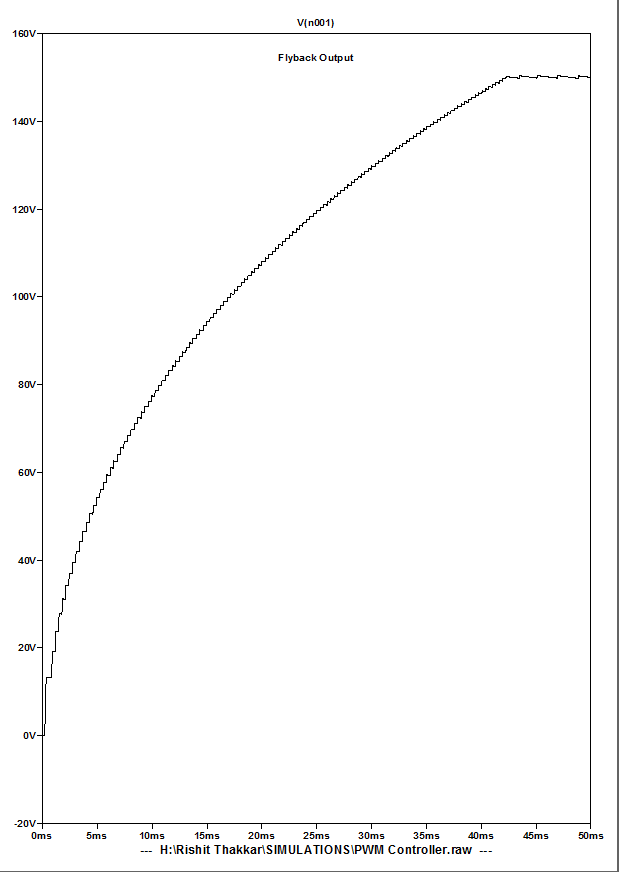 V(n001)
Flyback Output
160V
140V
120V
100V
80V
60V
40V
20V
0V
-20V
0ms 5ms 10ms 15ms 20ms 25ms 30ms 35ms 40ms 45ms 50ms
--- H:\Rishit Thakkar\SIMULATIONS\PWM Controller.raw ---